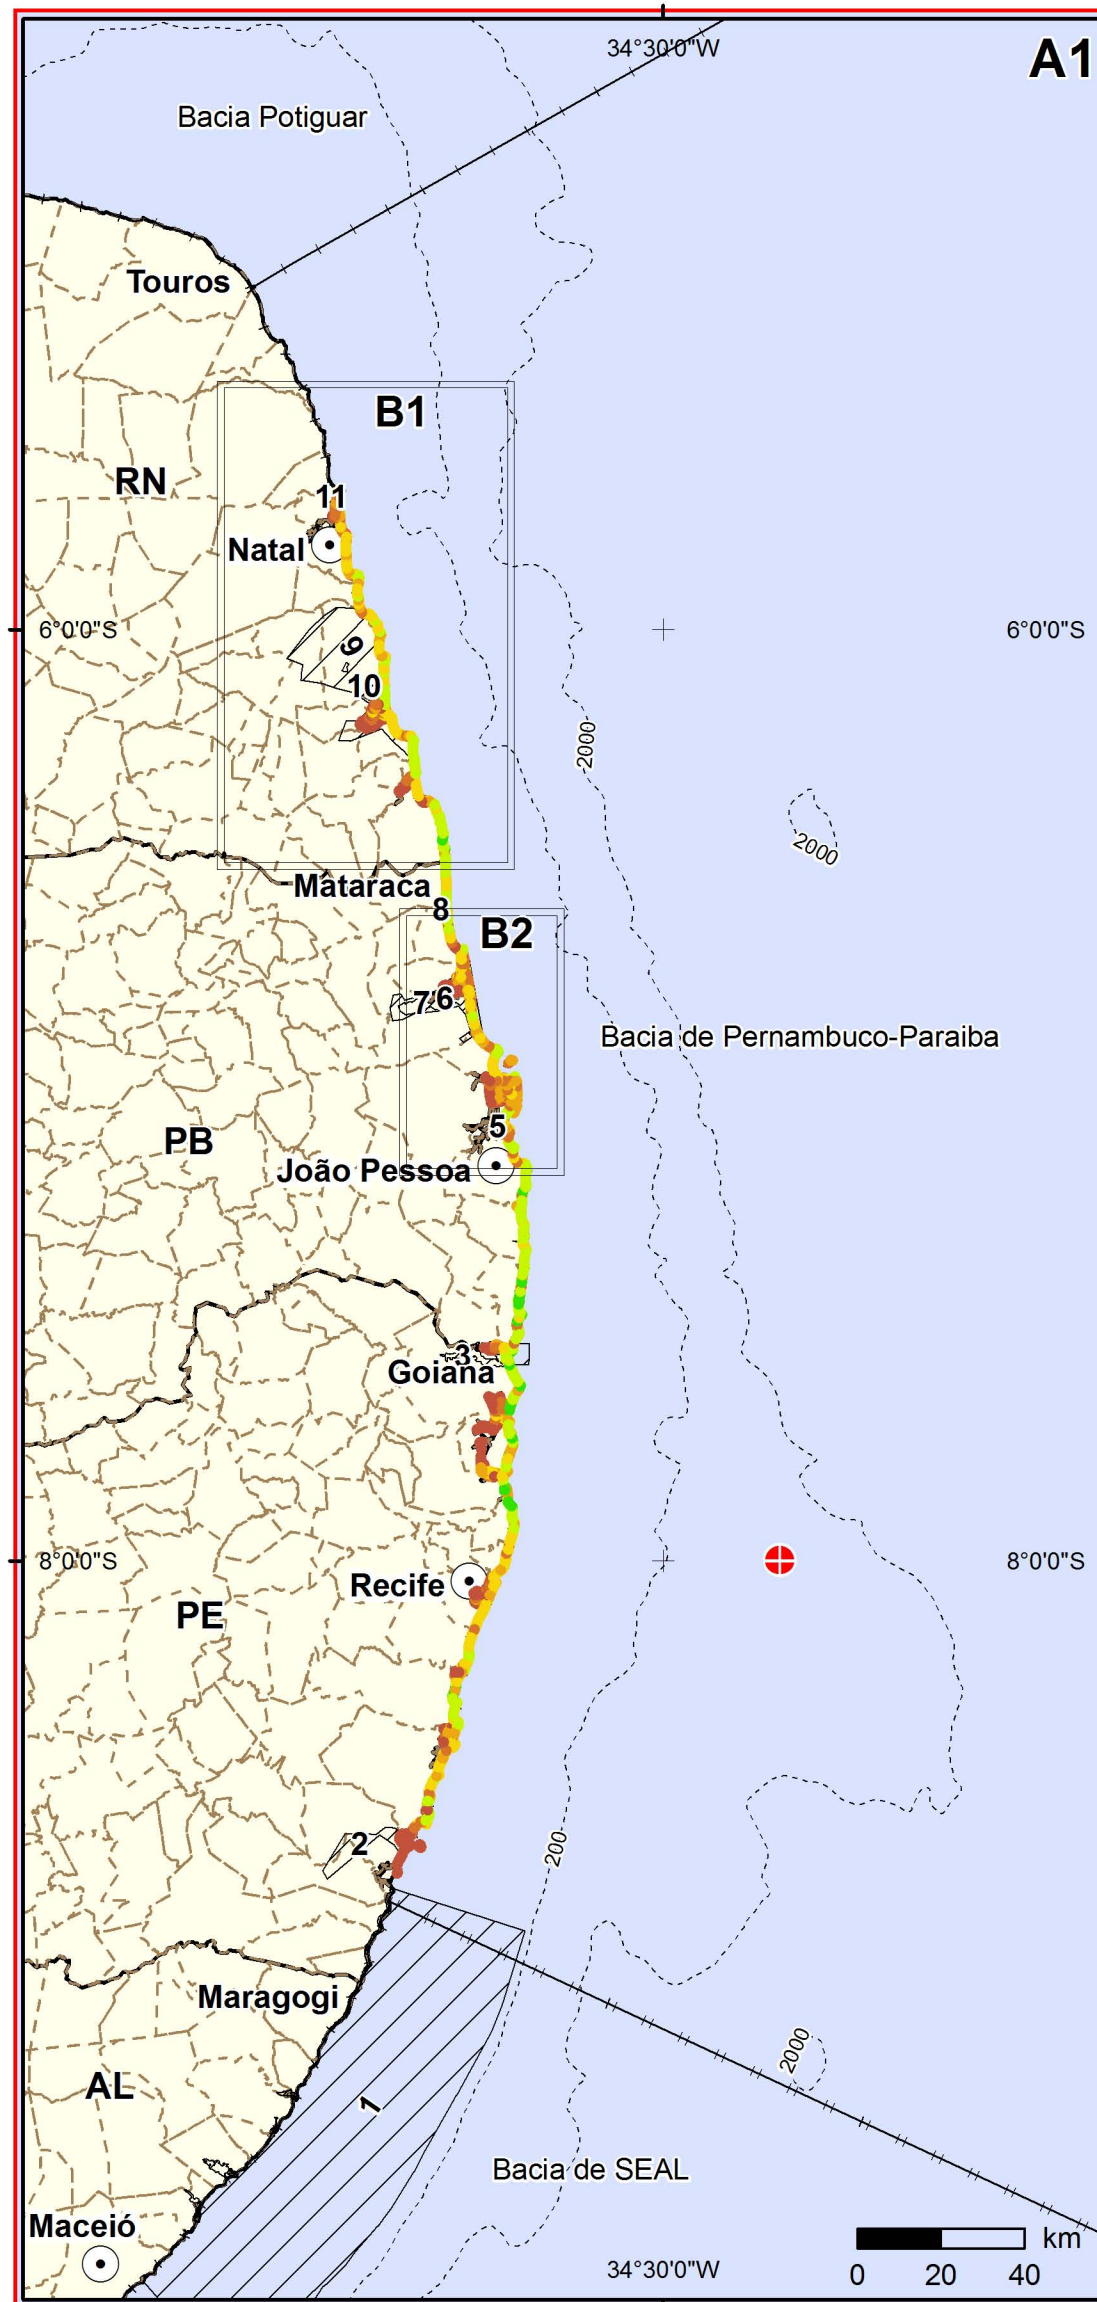 34°30'0"W
A1
Bacia Potiguar
Touros
B1
RN
11
Natal
6°0'0"S
6°0'0"S
9
10
2000
2000
Mataraca
8
B2
7
6
Bacia de Pernambuco-Paraiba
5
PB
João Pessoa
3
Goiana
8°0'0"S
8°0'0"S
Recife
PE
2
200
Maragogi
2000
AL
1
Bacia de SEAL
Maceió
km
34°30'0"W
0 20 40